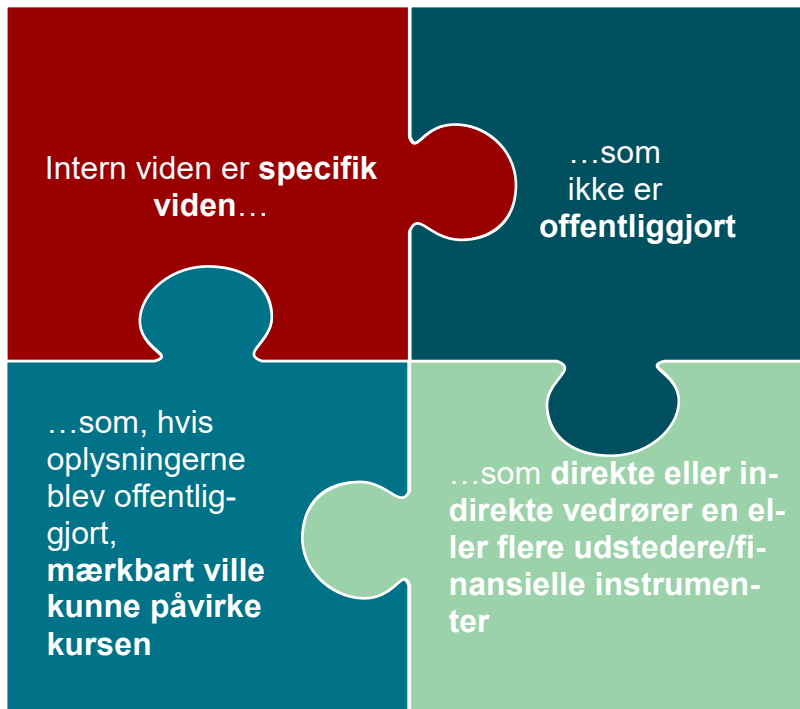 Intern viden er specifik
viden…
…som
ikke er
offentliggjort
…som, hvis
oplysningerne
blev offentlig-
gjort,
mærkbart ville
kunne påvirke
kursen
…som direkte eller in-
direkte vedrører en el-
ler flere udstedere/fi-
nansielle instrumen-
ter